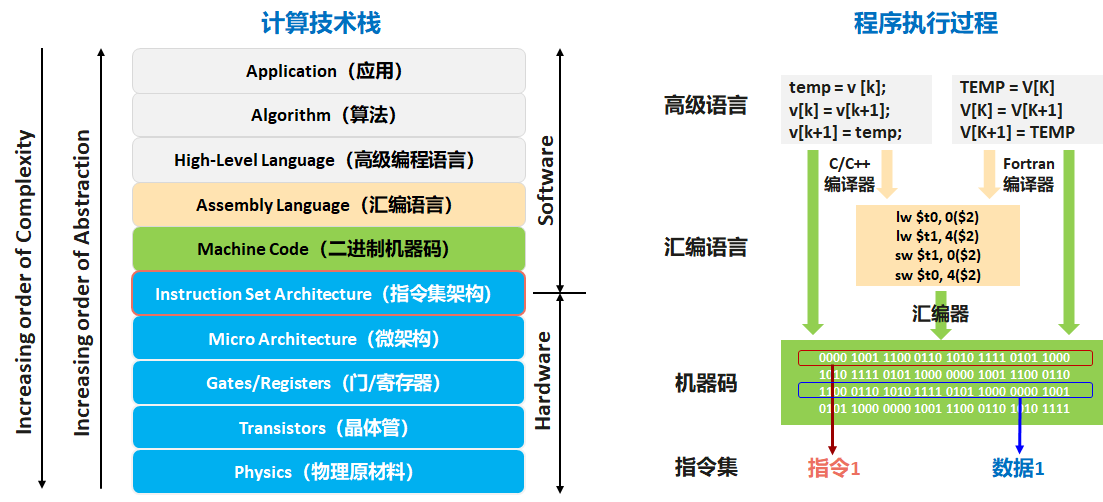 计算技术栈
Increasing order of Complexity
Increasing order of Abstraction
Application（应用）
Algorithm（算法）
High-Level Language（高级编程语言）
Assembly Language（汇编语言）
Machine Code（二进制机器码）
Instruction Set Architecture（指令集架构）
Micro Architecture（微架构）
Gates/Registers（门/寄存器）
Transistors（晶体管）
Physics（物理原材料）
Software
Hardware
程序执行过程
高级语言
temp = v [k];
v[k] = v[k+1];
v[k+1] = temp;
TEMP = V[K]
V[K] = V[K+1]
V[K+1] = TEMP
C/C++
编译器
Fortran
编译器
汇编语言
lw $t0, 0($2)
lw $t1, 4($2)
sw $t1, 0($2)
sw $t0, 4($2)
汇编器
机器码
0000 1001 1100 0110 1010 1111 0101 1000
1010 1111 0101 1000 0000 1001 1100 0110
1100 0110 1010 1111 0101 1000 0000 1001
0101 1000 0000 1001 1100 0110 1010 1111
指令集
指令1
数据1